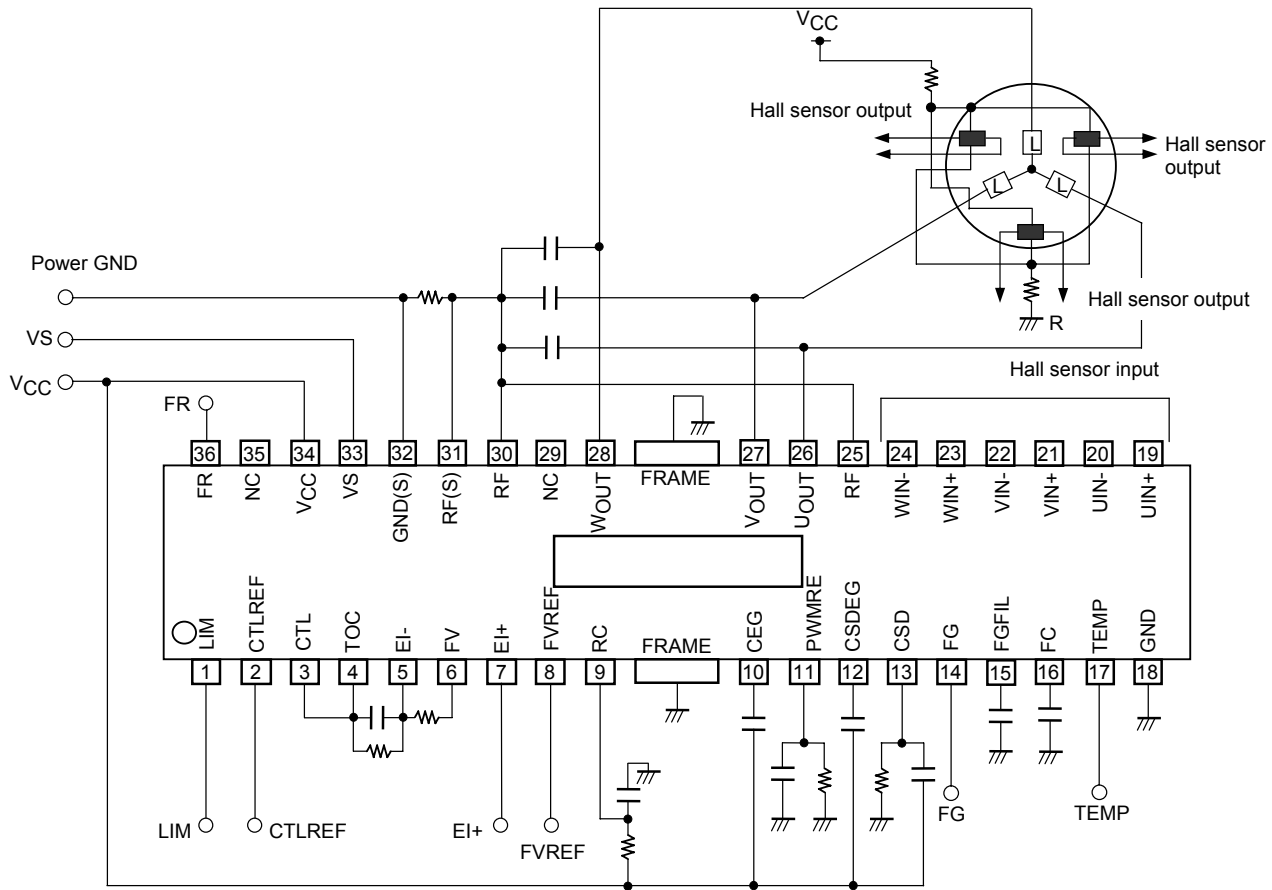 VCC
Hall sensor output
Hall sensor
output
L
L
L
Power GND
Hall sensor output
R
VS
Hall sensor input
VCC
FR
36 35 34 33 32 31 30 29 28 27 26 25 24 23 22 21 20 19
FR NC VCC VS GND(S) RF(S) RF NC WOUT FRAME VOUT UOUT RF WIN- WIN+ VIN- VIN+ UIN- UIN+
LIM CTLREF CTL TOC EI- FV EI+ FVREF RC FRAME CEG PWMRE CSDEG CSD FG FGFIL FC TEMP GND
1 2 3 4 5 6 7 8 9 10 11 12 13 14 15 16 17 18
LIM CTLREF EI+ FVREF FG TEMP